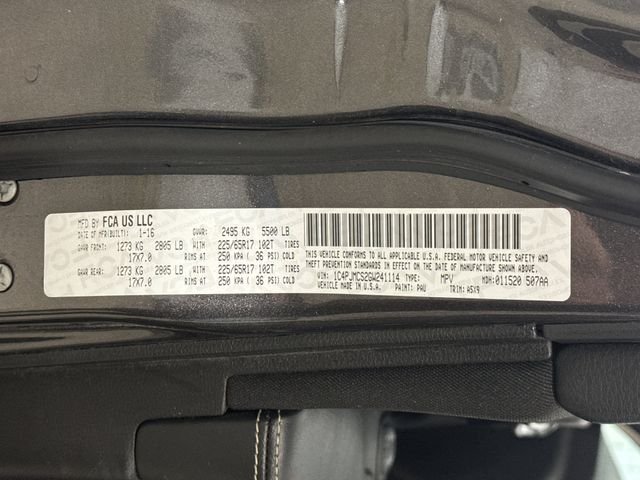 MFD BY FCA US LLC
DATE OF MFR(BUILT): 1-16 GVWR: 2495 KG 5500 LB
GAWR FRONT: 1273 KG 2805 LB WITH 225/65R17 102T TIRES
17X7.0 RIMS AT 250 KPA ( 36 PSI) COLD
GAWR REAR: 1273 KG 2805 LB WITH 225/65R17 102T TIRES
17X7.0 RIMS AT 250 KPA ( 36 PSI) COLD
THIS VEHICLE CONFORMS TO ALL APPLICABLE U.S.A. FEDERAL MOTOR VEHICLE SAFETY AND
THEFT PREVENTION STANDARDS IN EFFECT ON THE DATE OF MANUFACTURE SHOWN ABOVE.
VIN: 1C4PJMCS2GW241114 TYPE: MPV MDH: 011520 507AA
VEHICLE MADE IN U.S.A. PAINT: PAU TRIM: A5X9